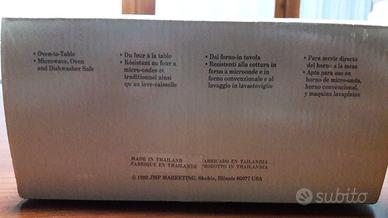 • Oven-to-Table
• Microwave, Oven
and Dishwasher Safe
• Du four à la table
• Résistant au four a
micro-ondes et
traditionnel ainsi
qu'au lave-vaisselle
• Dal forno-in tavola
• Resistenti alla cottura in
forno a microonde e in
forno convenzionale e al
lavaggio in lavastoviglie
• Para servir directo
del horno a la mesa
• Apto para uso en
horno de micro-onda,
horno convencional,
y maquina lavaplatos
MADE IN THAILAND FABRICADO EN TAILANDIA
FABRIQUE EN THAILANDE PRODOTTO IN THAILANDIA
© 1992 JMP MARKETING, Skokie, Illinois 60077 USA
subito